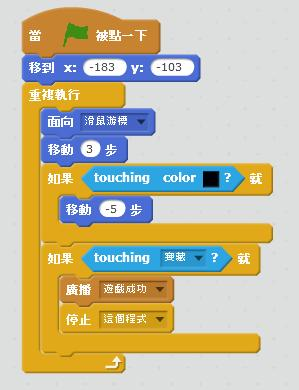 當 被點一下
移到 x: -183 y: -103
重複執行
面向 滑鼠游標
移動 3 步
如果 touching color ? 就
移動 -5 步
如果 touching 寶藏 ? 就
廣播 遊戲成功
停止 這個程式